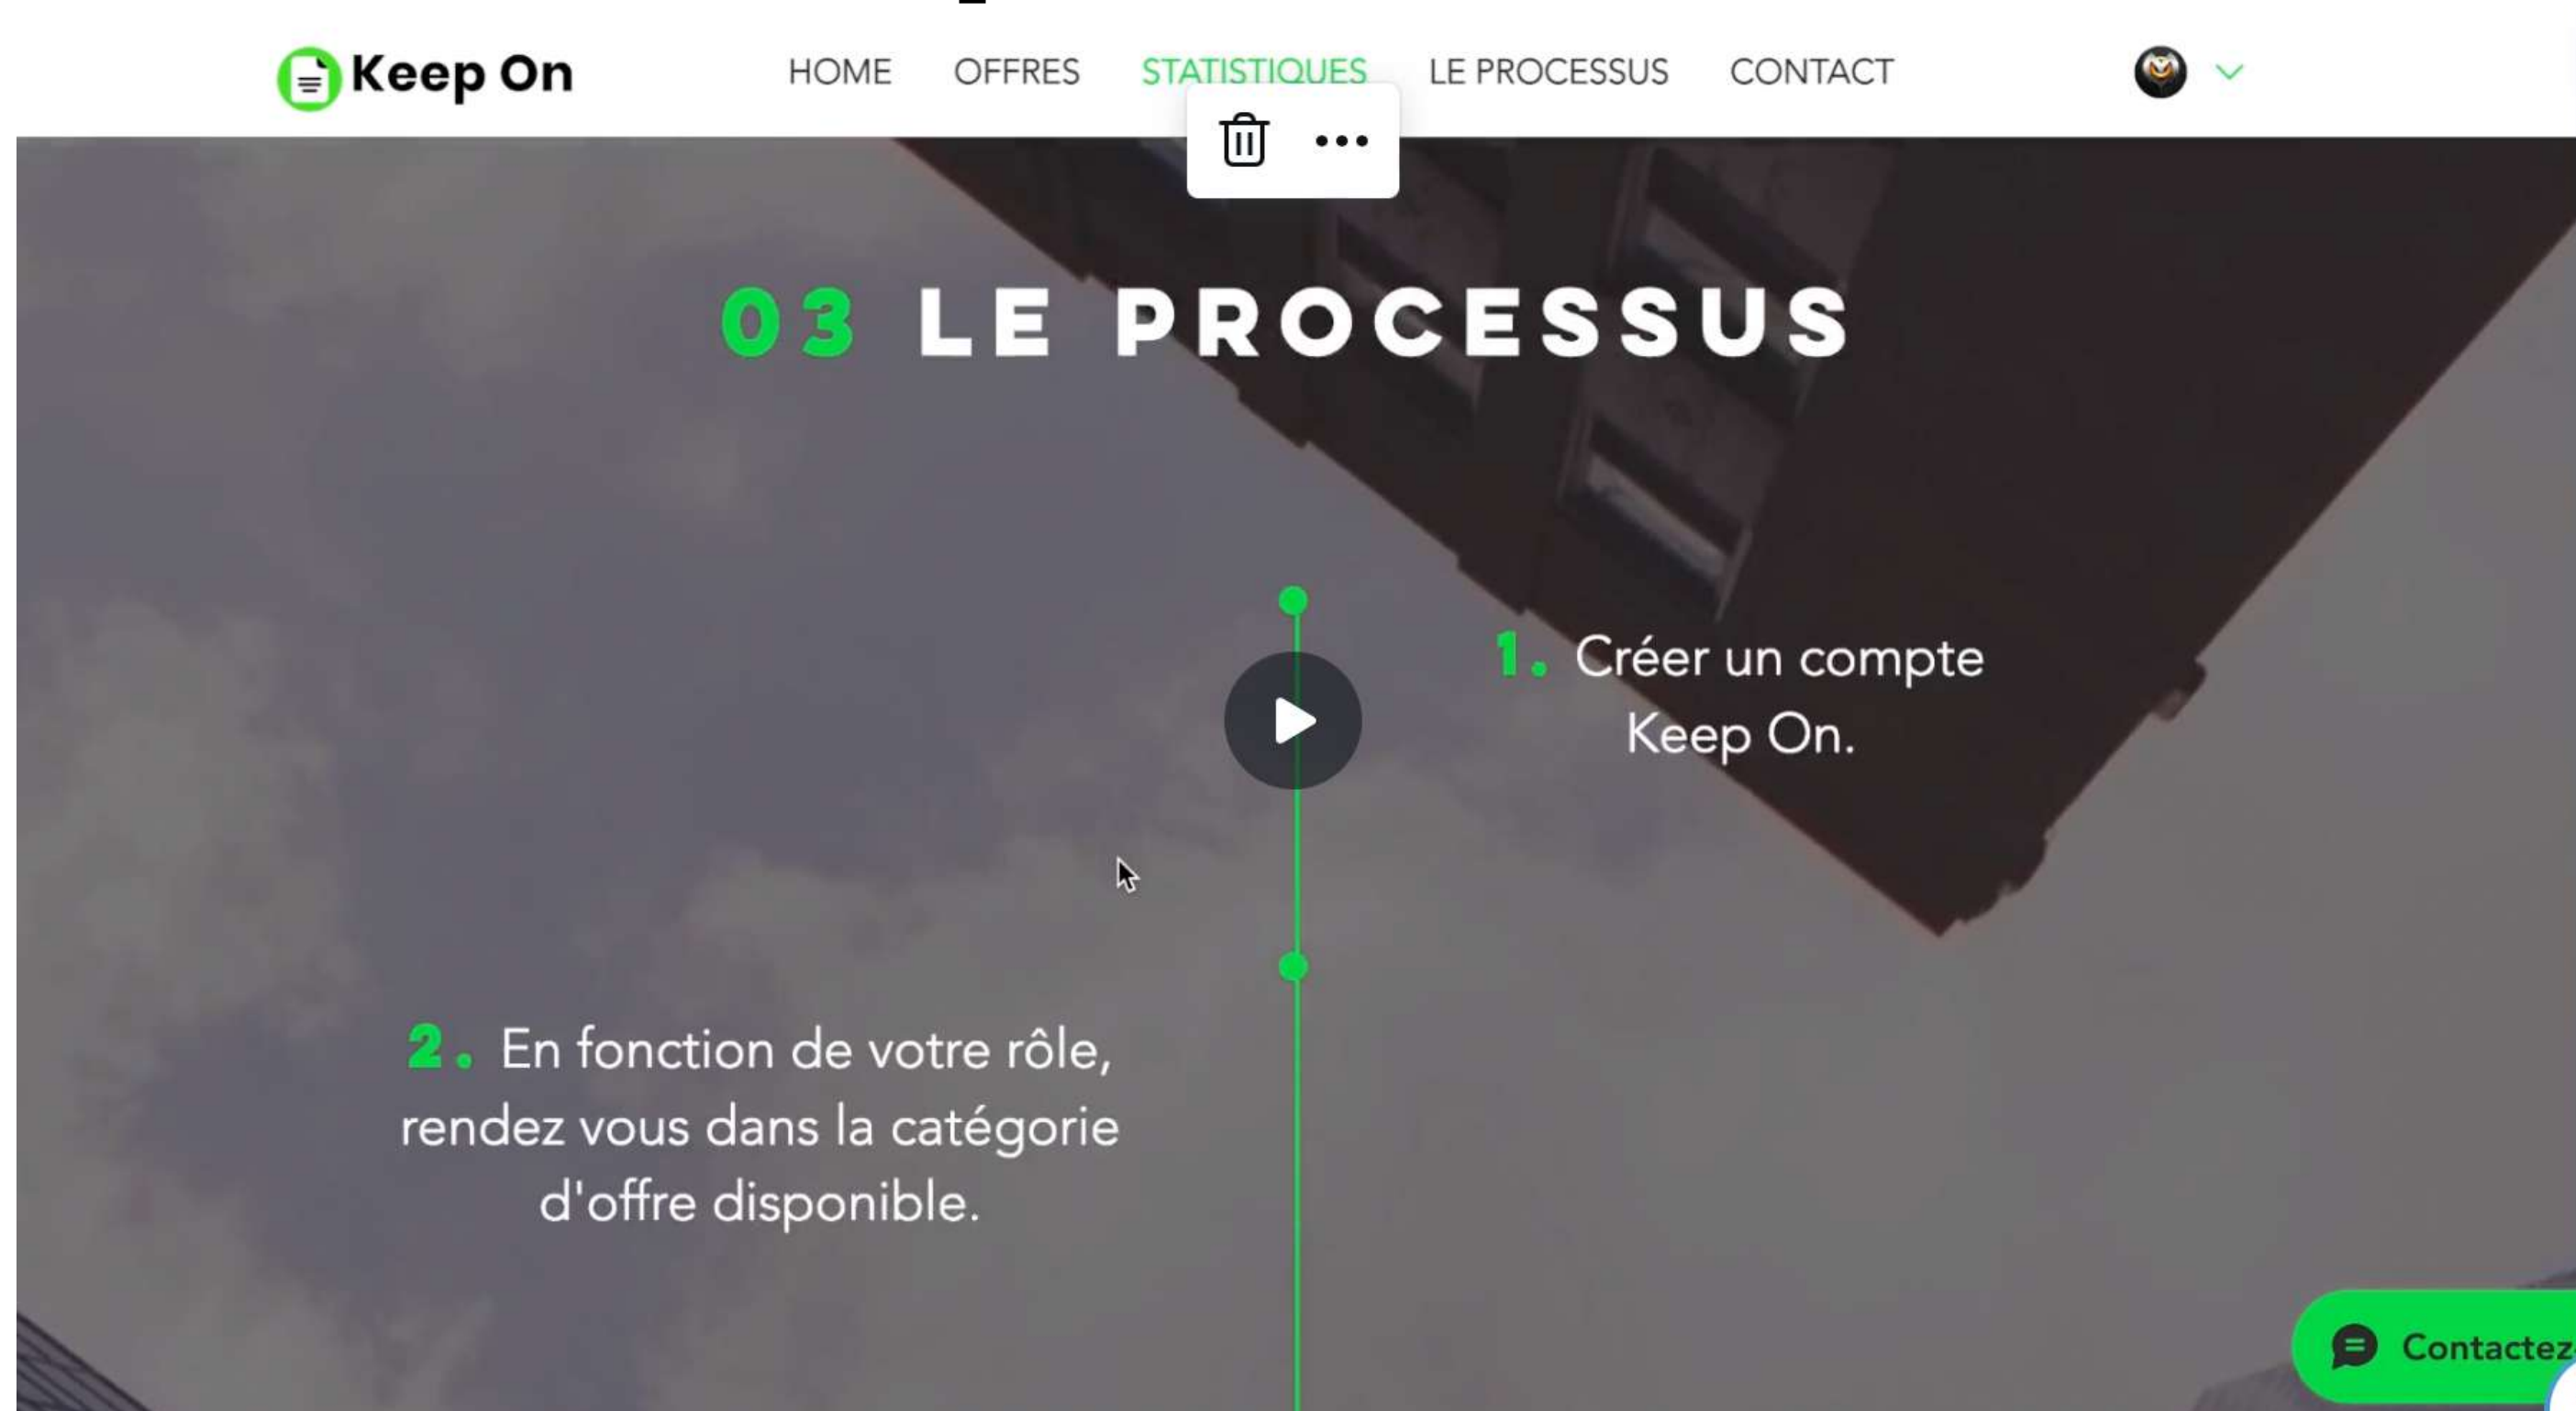 Keep On
HOME OFFRES STATISTIQUES LE PROCESSUS CONTACT
03 LE PROCESSUS
1. Créer un compte
Keep On.
2. En fonction de votre rôle,
rendez vous dans la catégorie
d'offre disponible.
Contactez